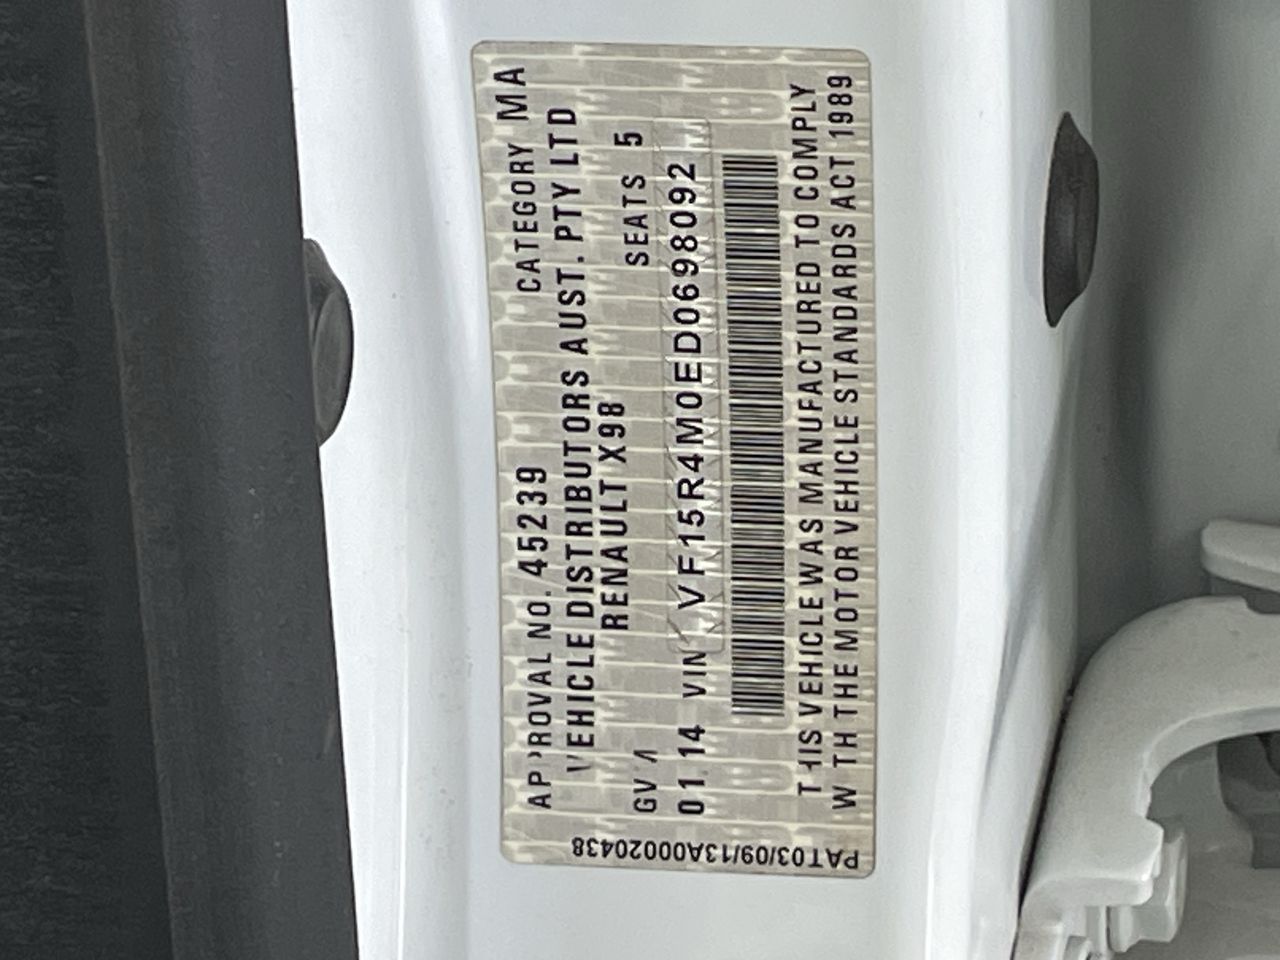 APPROVAL NO. 45239 CATEGORY MA
VEHICLE DISTRIBUTORS AUST. PTY LTD
RENAULT X98
GVM SEATS 5
01 14 VIN VF15R4M0ED0698092
THIS VEHICLE WAS MANUFACTURED TO COMPLY
WITH THE MOTOR VEHICLE STANDARDS ACT 1989
PAT03/09/13A00020438